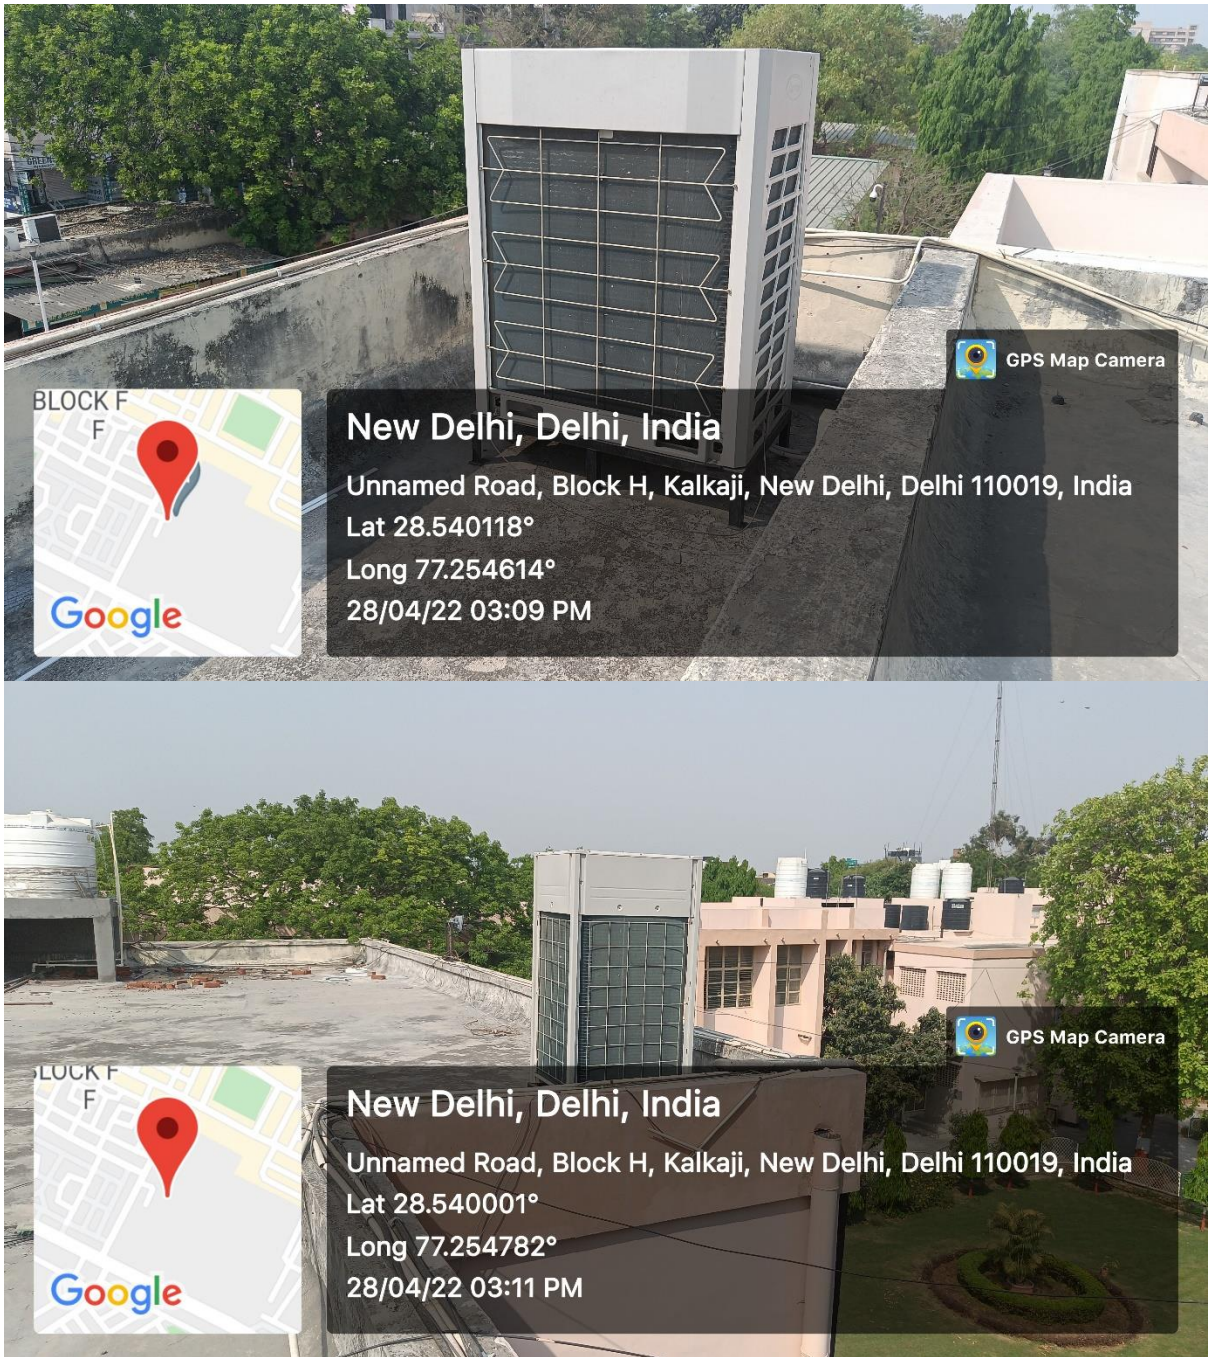 GREEN
BLOCK F
F
Google
GPS Map Camera
New Delhi, Delhi, India
Unnamed Road, Block H, Kalkaji, New Delhi, Delhi 110019, India
Lat 28.540118°
Long 77.254614°
28/04/22 03:09 PM
F
Google
GPS Map Camera
New Delhi, Delhi, India
Unnamed Road, Block H, Kalkaji, New Delhi, Delhi 110019, India
Lat 28.540001°
Long 77.254782°
28/04/22 03:11 PM